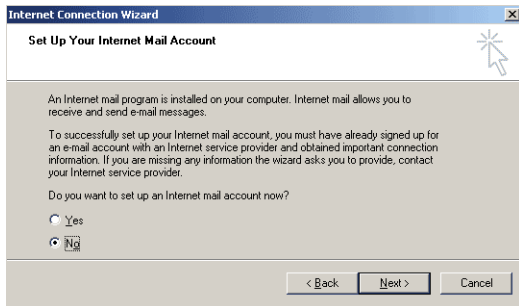 Internet Connection Wizard
Set Up Your Internet Mail Account
An Internet mail program is installed on your computer. Internet mail allows you to
receive and send e-mail messages.
To successfully set up your Internet mail account, you must have already signed up for
an e-mail account with an Internet service provider and obtained important connection
information. If you are missing any information the wizard asks you to provide, contact
your Internet service provider.
Do you want to set up an Internet mail account now?
Yes
No
< Back Next > Cancel